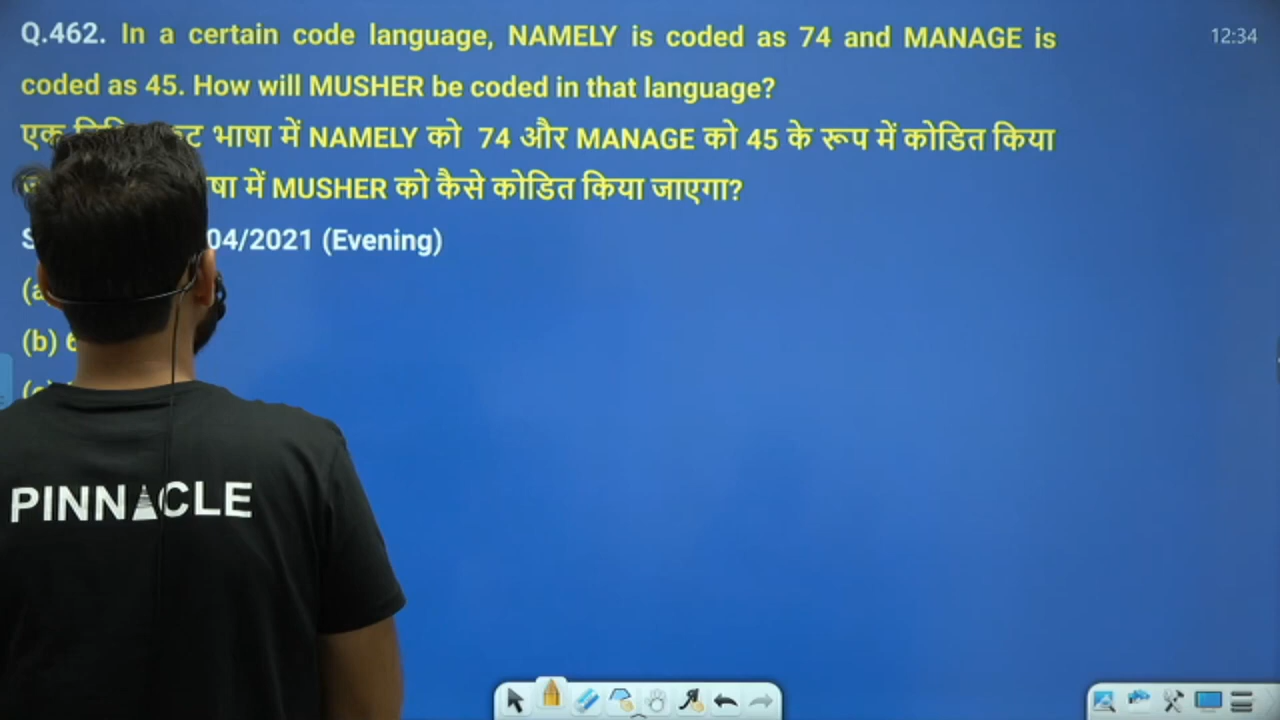 Q.462. In a certain code language, NAMELY is coded as 74 and MANAGE is
12:34
coded as 45. How will MUSHER be coded in that language?
भाषा में NAMELY को 74 और MANAGE को 45 के रूप में कोडित किया
में MUSHER को कैसे कोडित किया जाएगा?
04/2021 (Evening)
(b)
PINNACLE